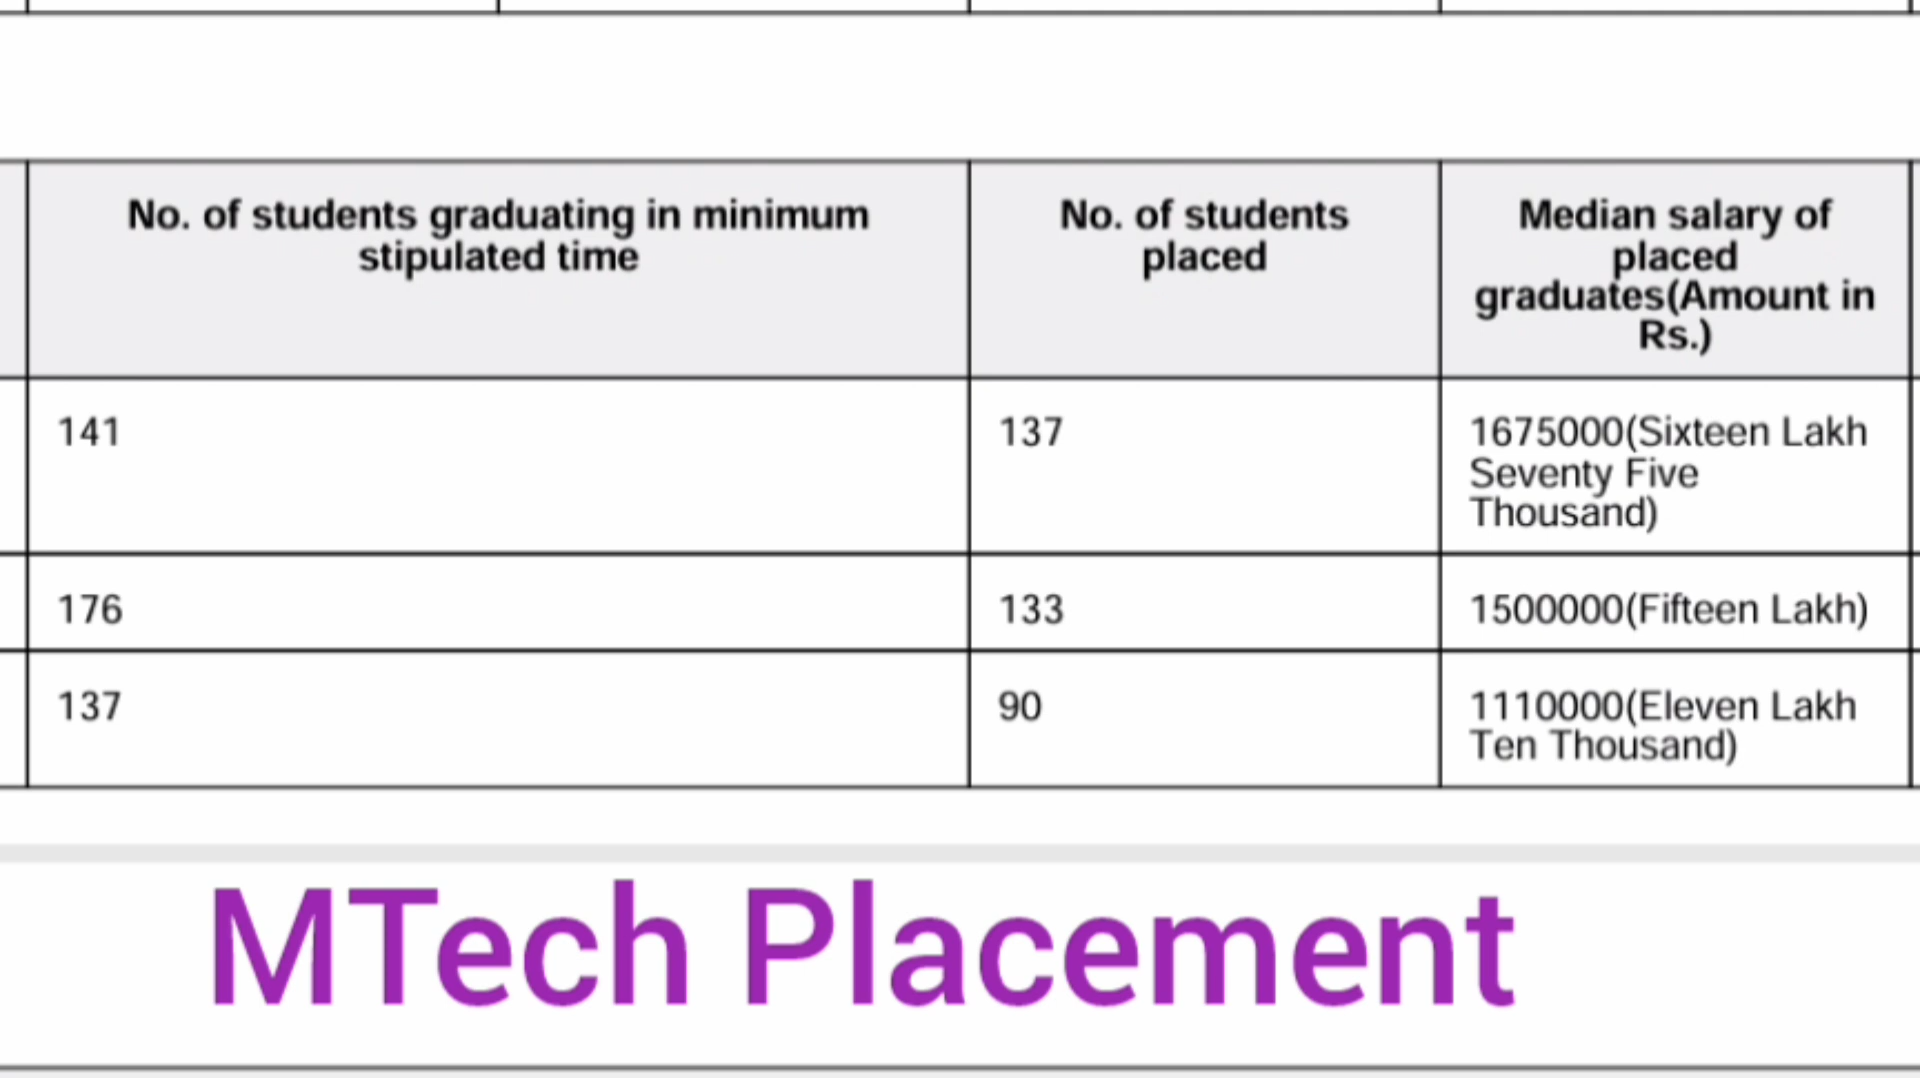 No. of students graduating in minimum
stipulated time
No. of students
placed
Median salary of
placed
graduates(Amount in
Rs.)
141
137
1675000(Sixteen Lakh
Seventy Five
Thousand)
176
133
1500000(Fifteen Lakh)
137
90
1110000(Eleven Lakh
Ten Thousand)
MTech Placement